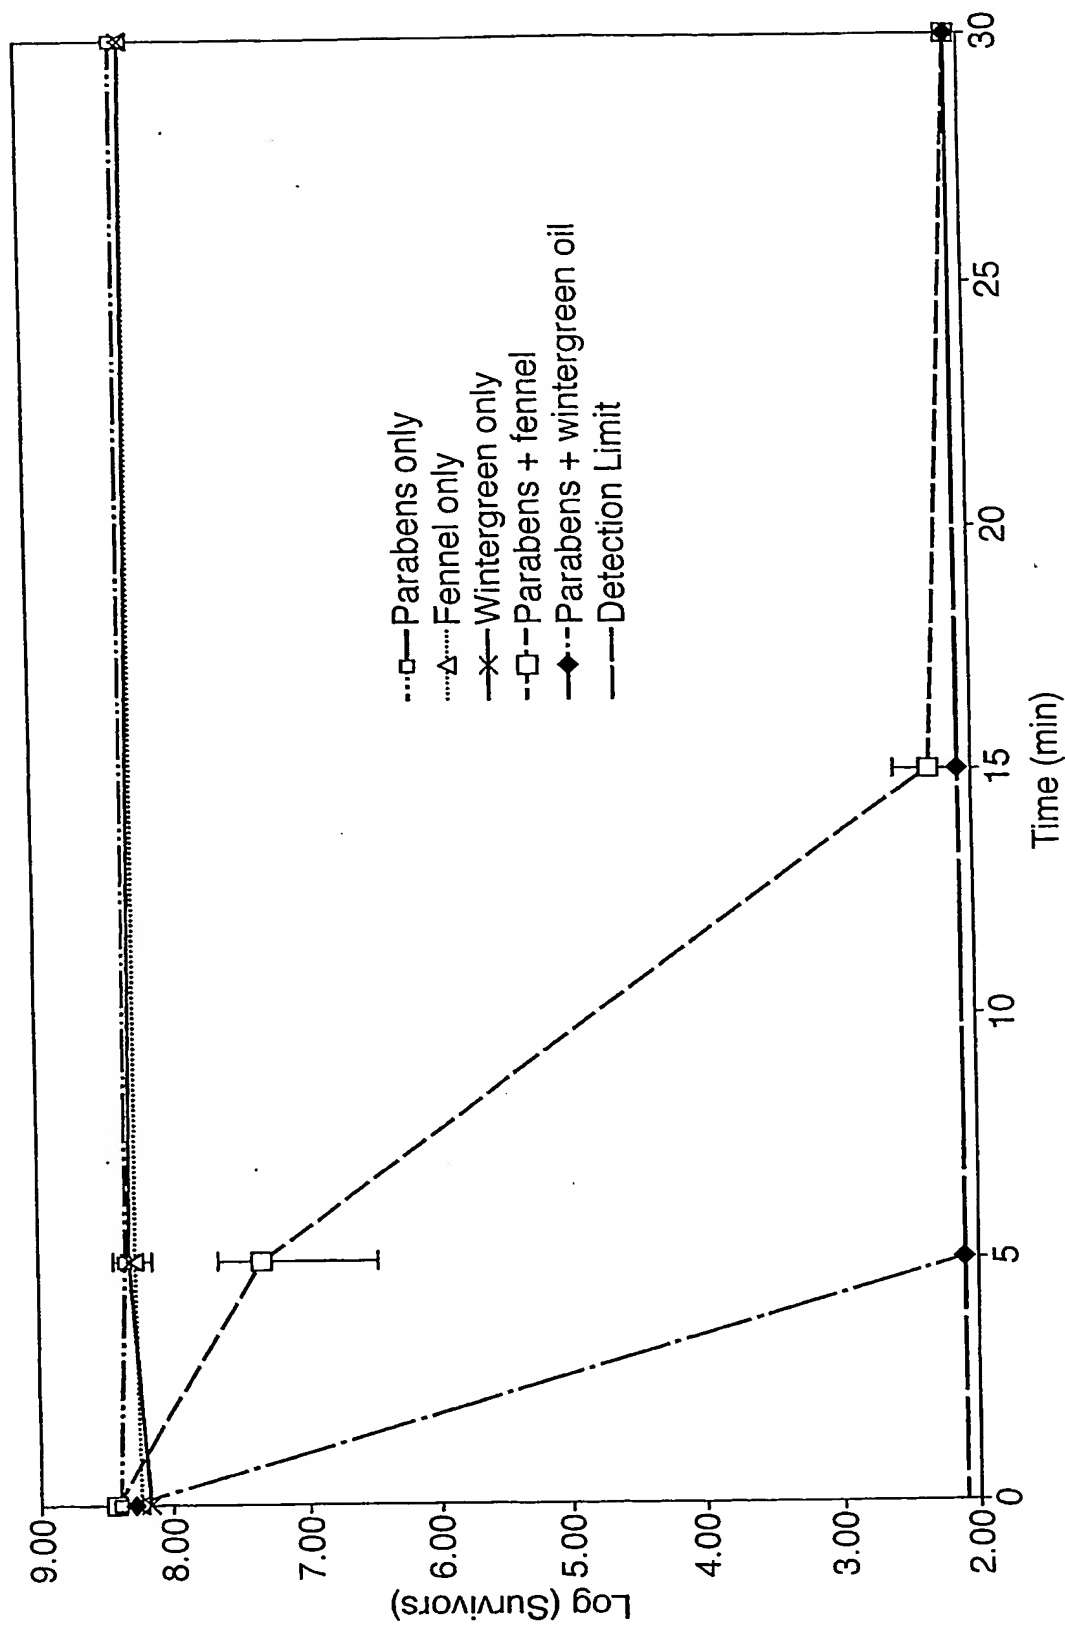 Log (Survivors)
9.00
8.00
7.00
6.00
5.00
4.00
3.00
2.00
Parabens only
Fennel only
Wintergreen only
Parabens + fennel
Parabens + wintergreen oil
Detection Limit
0
5
10
15
20
25
30
Time (min)